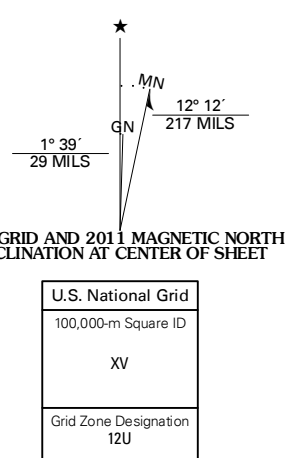 ★
MN
GN
12° 12´
217 MILS
1° 39´
29 MILS
GRID AND 2011 MAGNETIC NORTH
CLINATION AT CENTER OF SHEET
U.S. National Grid
100,000-m Square ID
XV
Grid Zone Designation
12U